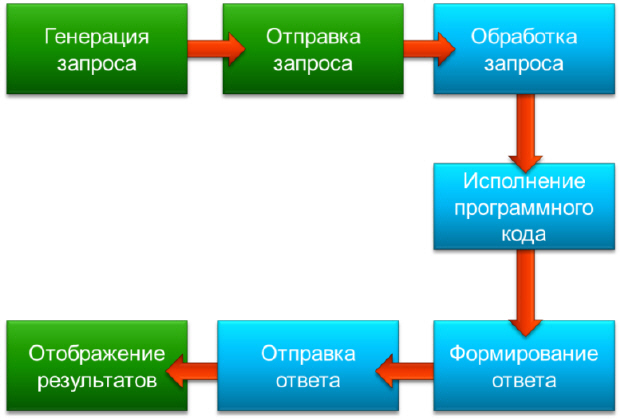 Генерация
запроса
Отправка
запроса
Обработка
запроса
Исполнение
программного
кода
Формирование
ответа
Отправка
ответа
Отображение
результатов